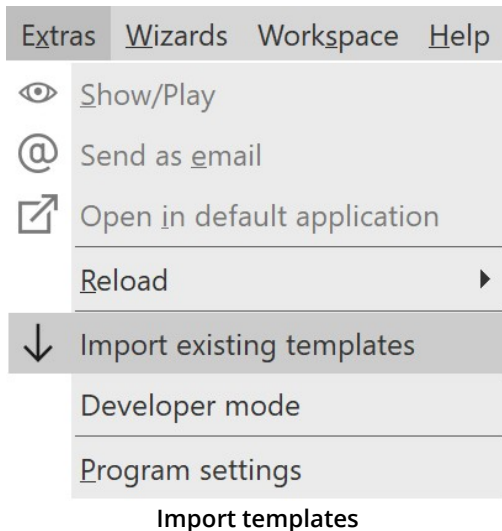 Extras Wizards Workspace Help
Show/Play
@ Send as email
Open in default application
Reload
Import existing templates
Developer mode
Program settings
Import templates